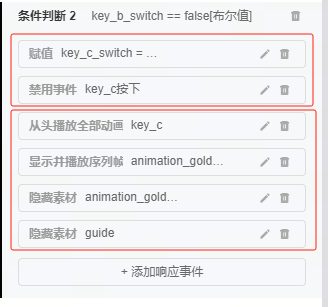 条件判断 2 key_b_switch == false[布尔值]
赋值 key_c_switch = ...
禁用事件 key_c按下
从头播放全部动画 key_c
显示并播放序列帧 animation_gold...
隐藏素材 animation_gold...
隐藏素材 guide
+ 添加响应事件